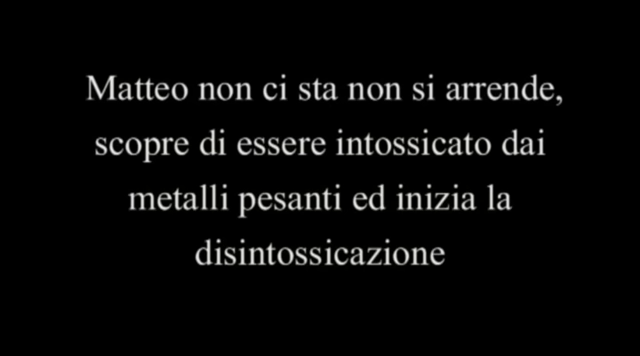 Matteo non ci sta non si arrende,
scopre di essere intossicato dai
metalli pesanti ed inizia la
disintossicazione